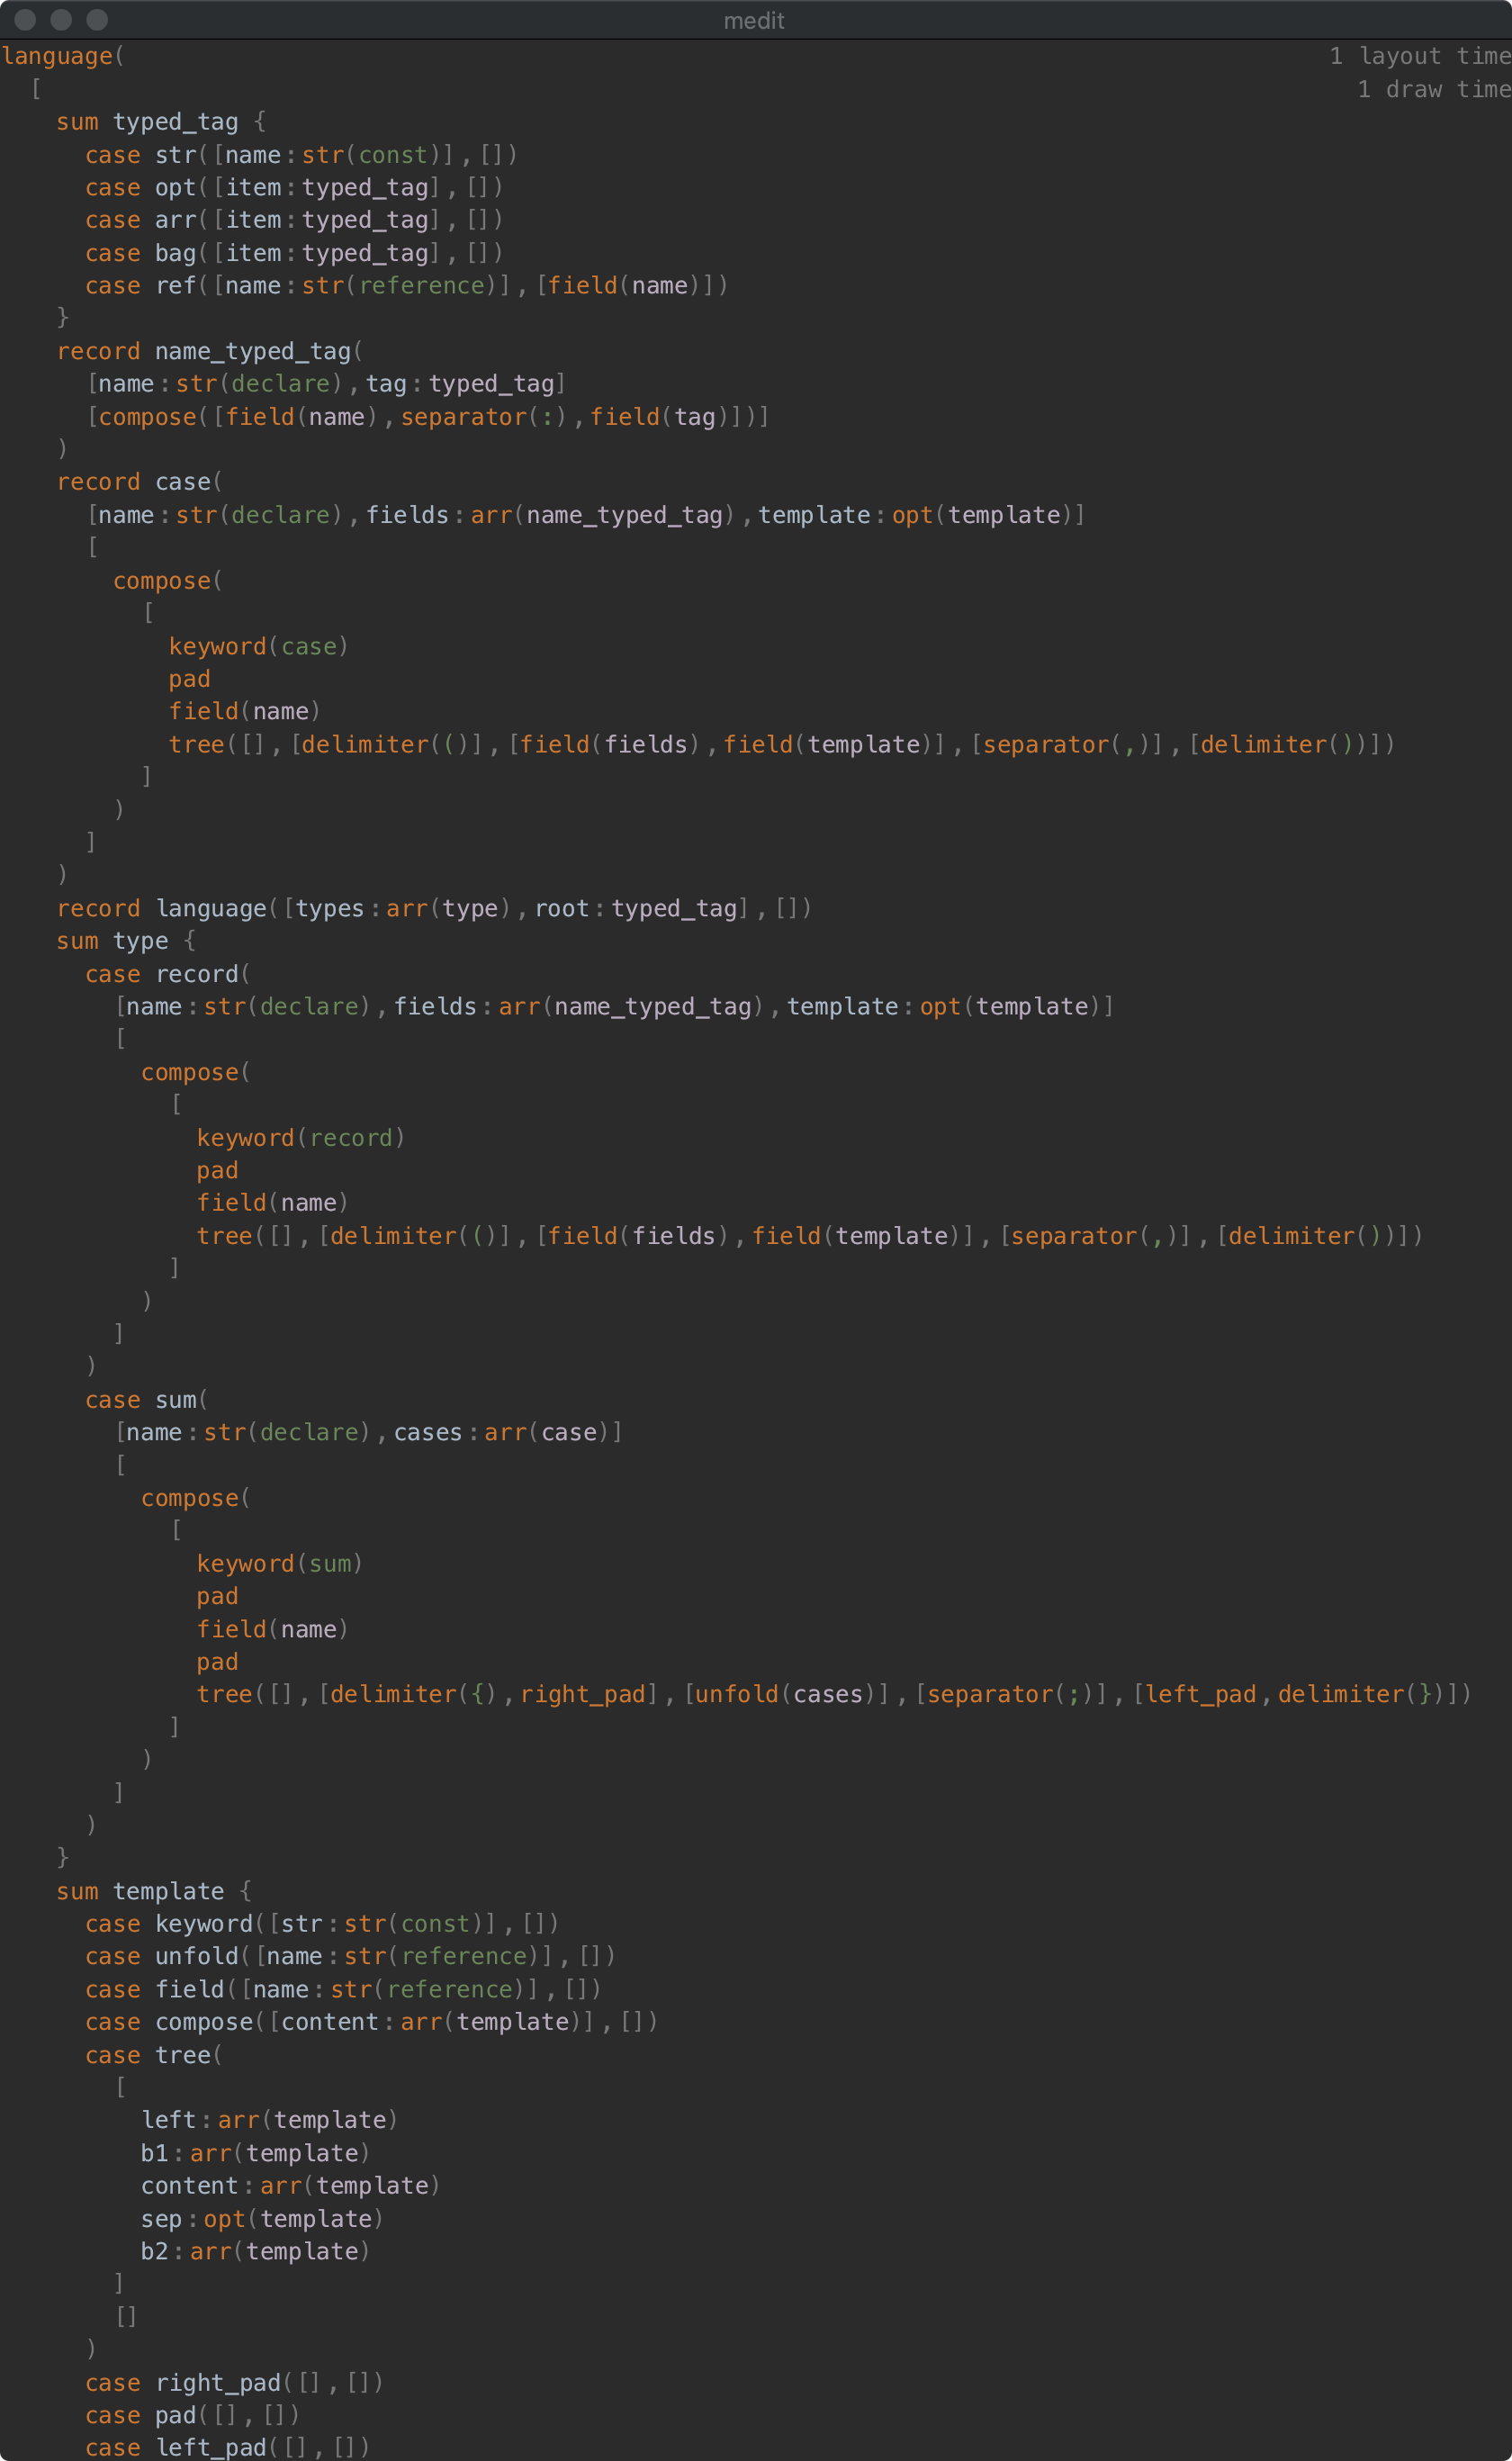 medit
language(
1 layout time
[
1 draw time
sum typed_tag {
case str([name:str(const)],[])
case opt([item:typed_tag],[])
case arr([item:typed_tag],[])
case bag([item:typed_tag],[])
case ref([name:str(reference)],[field(name)])
}
record name_typed_tag(
[name:str(declare),tag:typed_tag]
[compose([field(name),separator(:),field(tag)])]
)
record case(
[name:str(declare),fields:arr(name_typed_tag),template:opt(template)]
[
compose(
[
keyword(case)
pad
field(name)
tree([],[delimiter(()],[field(fields),field(template)],[separator(,)],[delimiter())])
]
)
]
)
record language([types:arr(type),root:typed_tag],[])
sum type {
case record(
[name:str(declare),fields:arr(name_typed_tag),template:opt(template)]
[
compose(
[
keyword(record)
pad
field(name)
tree([],[delimiter(()],[field(fields),field(template)],[separator(,)],[delimiter())])
]
)
]
)
case sum(
[name:str(declare),cases:arr(case)]
[
compose(
[
keyword(sum)
pad
field(name)
pad
tree([],[delimiter({),right_pad],[unfold(cases)],[separator(;)],[left_pad,delimiter(})])
]
)
]
)
}
sum template {
case keyword([str:str(const)],[])
case unfold([name:str(reference)],[])
case field([name:str(reference)],[])
case compose([content:arr(template)],[])
case tree(
[
left:arr(template)
b1:arr(template)
content:arr(template)
sep:opt(template)
b2:arr(template)
]
[]
)
case right_pad([],[])
case pad([],[])
case left_pad([],[])